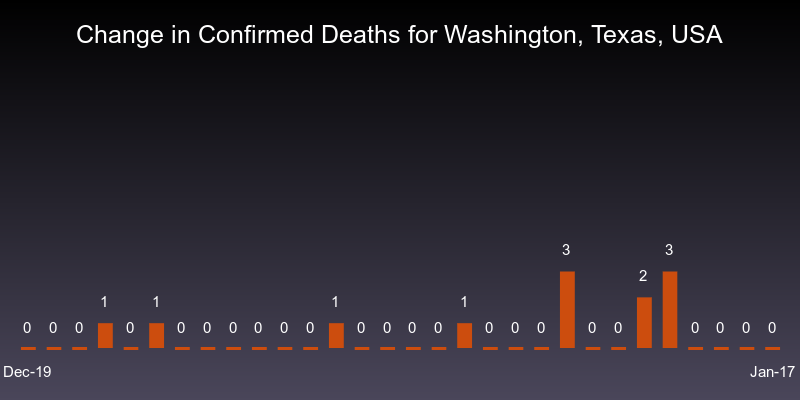 Change in Confirmed Deaths for Washington, Texas, USA
0 0 0 1 0 1 0 0 0 0 0 0 1 0 0 0 0 1 0 0 0 3 0 0 2 3 0 0 0 0
Dec-19 Jan-17